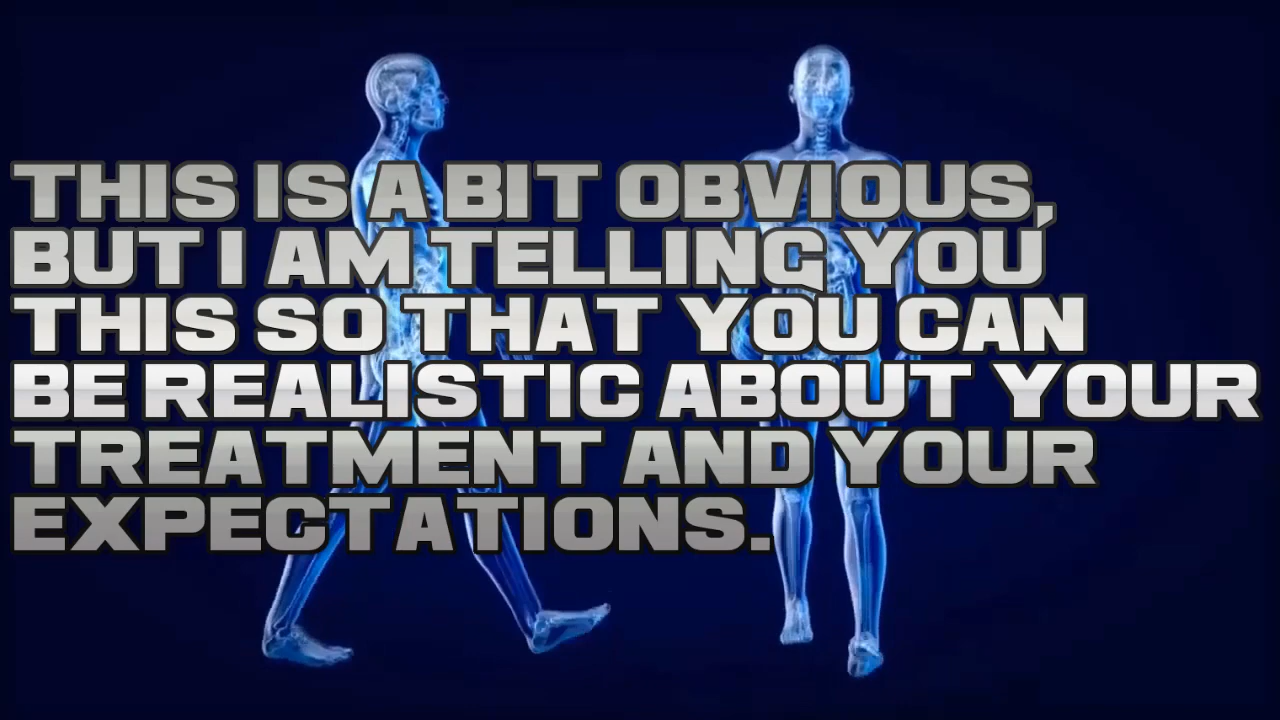 THIS IS A BIT OBVIOUS,
BUT I AM TELLING YOU
THIS SO THAT YOU CAN
BE REALISTIC ABOUT YOUR
TREATMENT AND YOUR
EXPECTATIONS.